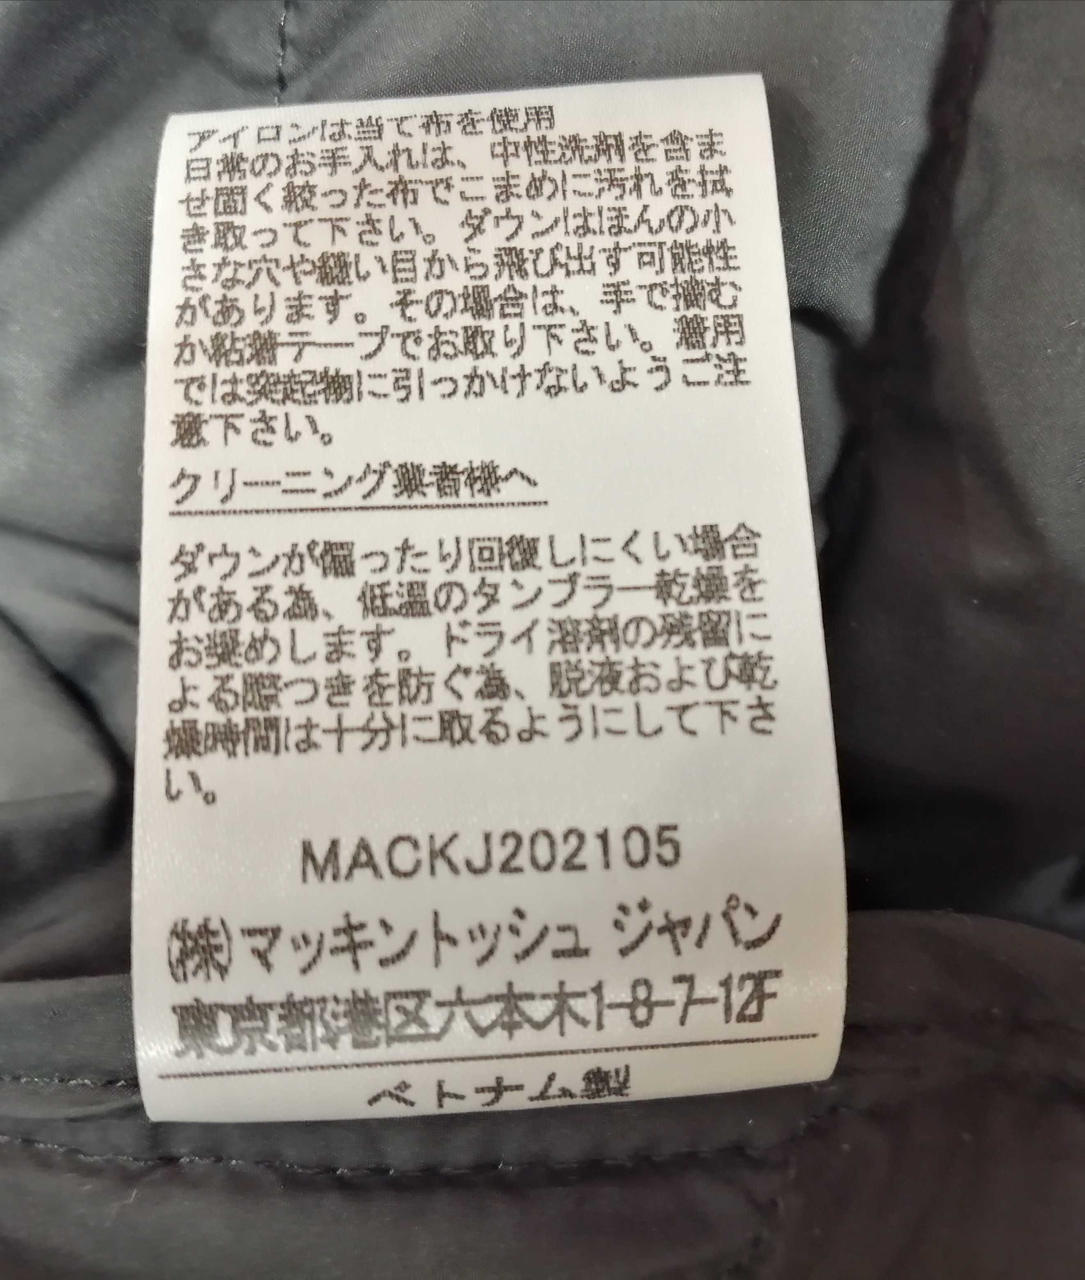 アイロンは当て布を使用
日常のお手入れは、中性洗剤を含ま
せ固く絞った布でこまめに汚れを拭
き取って下さい。ダウンはほんの小
さな穴や縫い目から飛び出す可能性
があります。その場合は、手で摘む
か粘着テープでお取り下さい。着用
では突起物に引っかけないようご注
意下さい。
クリーニング業者様へ
ダウンが偏ったり回復しにくい場合
がある為、低温のタンブラー乾燥を
お奨めします。ドライ溶剤の残留に
よる際つきを防ぐ為、脱液および乾
燥時間は十分に取るようにして下さ
い。
MACKJ202105
㈱マッキントッシュ ジャパン
東京都港区六本木1-8-7-12F
ベトナム製